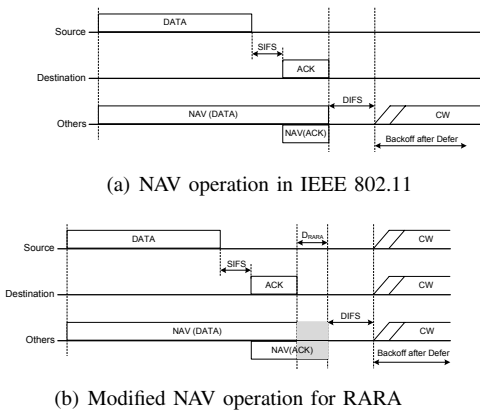 DATA
Source
SIFS
ACK
Destination
DIFS
NAV (DATA)
CW
Others
NAV(ACK)
Backoff after Defer
(a) NAV operation in IEEE 802.11
DRARA
DATA
CW
Source
SIFS
ACK
CW
Destination
DIFS
NAV (DATA)
CW
Others
NAV(ACK)
Backoff after Defer
(b) Modified NAV operation for RARA